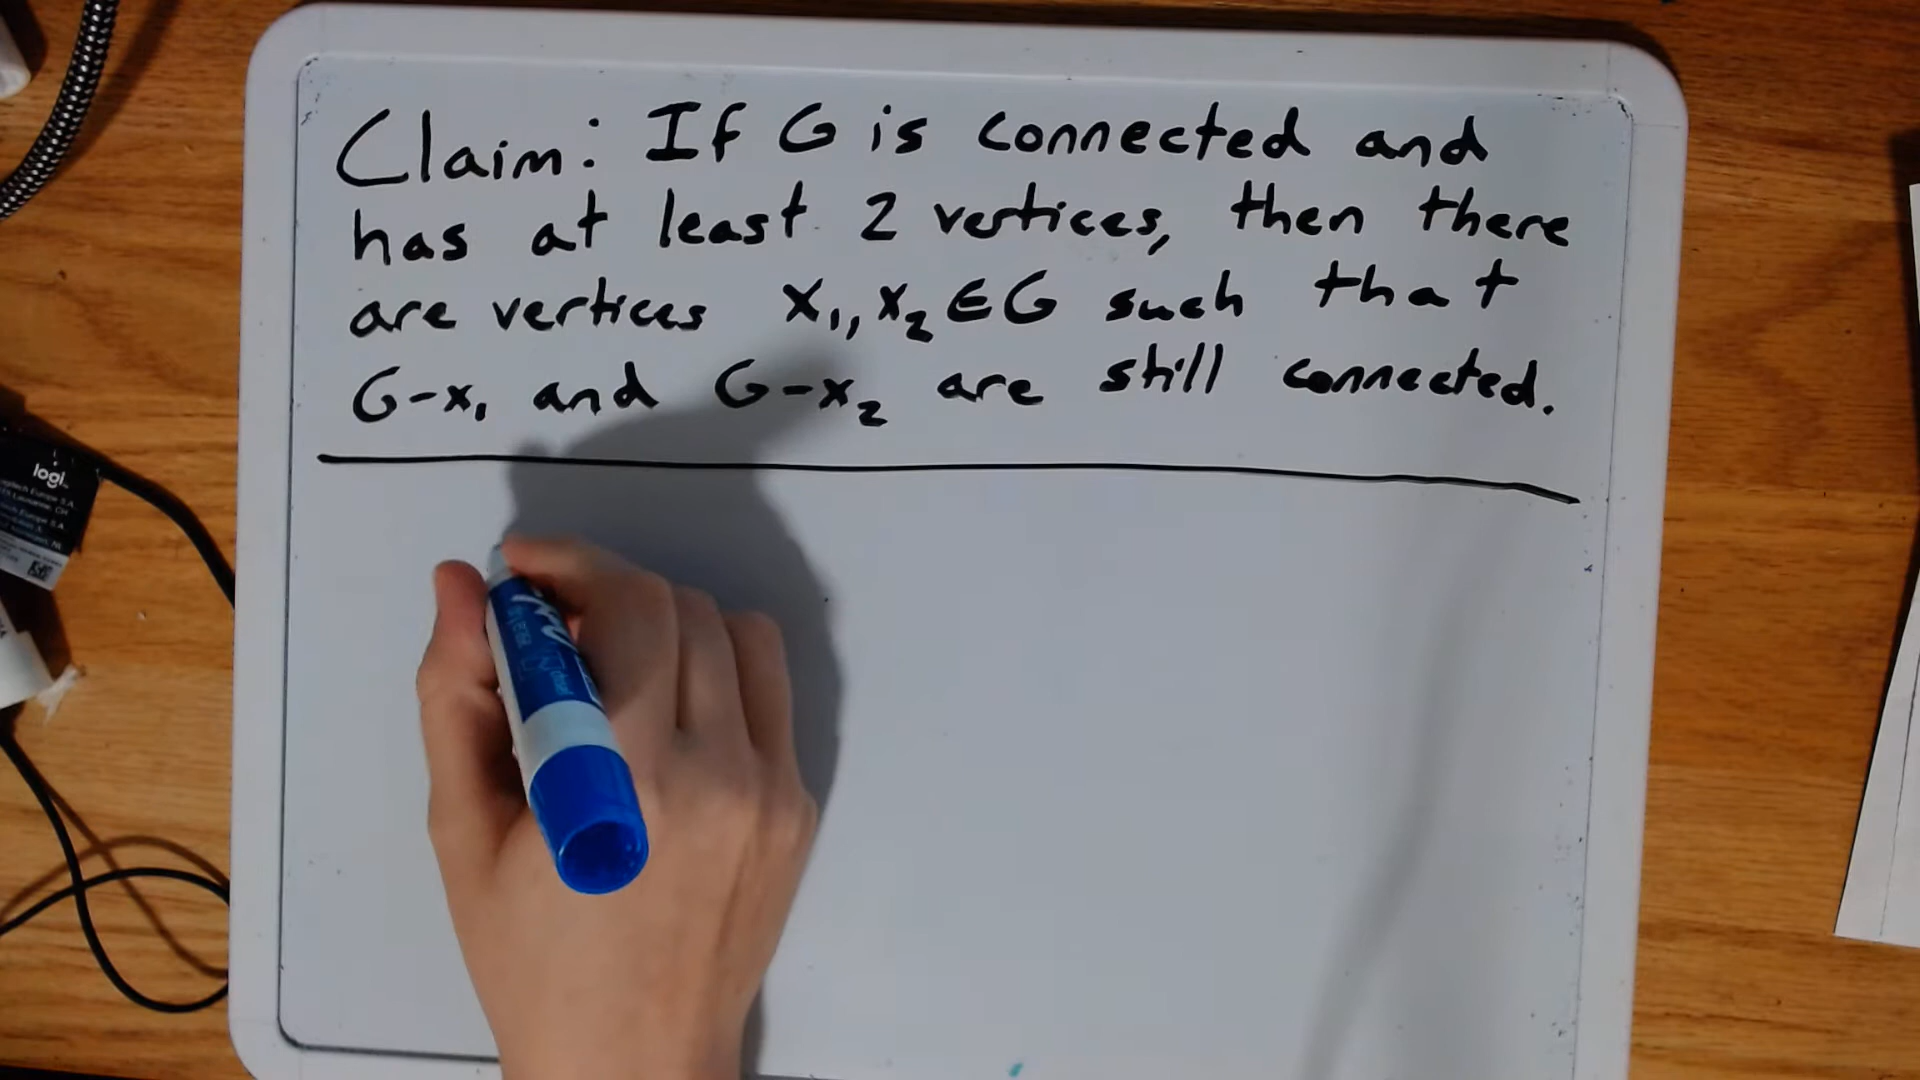 Claim: If G is connected and
has at least 2 vertices, then there
are vertices x₁, x₂ ∈ G such that
G-x₁ and G-x₂ are still connected.
logi